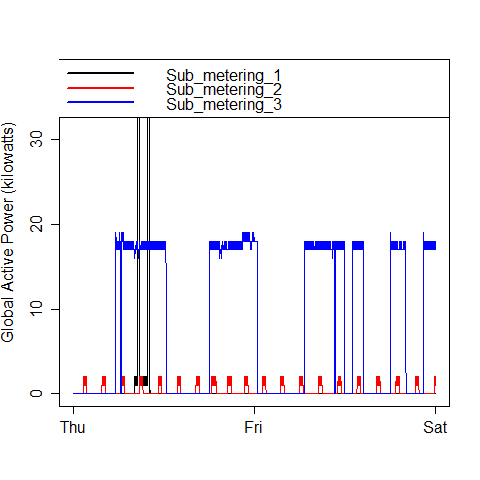 Sub_metering_1
Sub_metering_2
Sub_metering_3
Global Active Power (kilowatts)
30
20
10
0
Thu Fri Sat